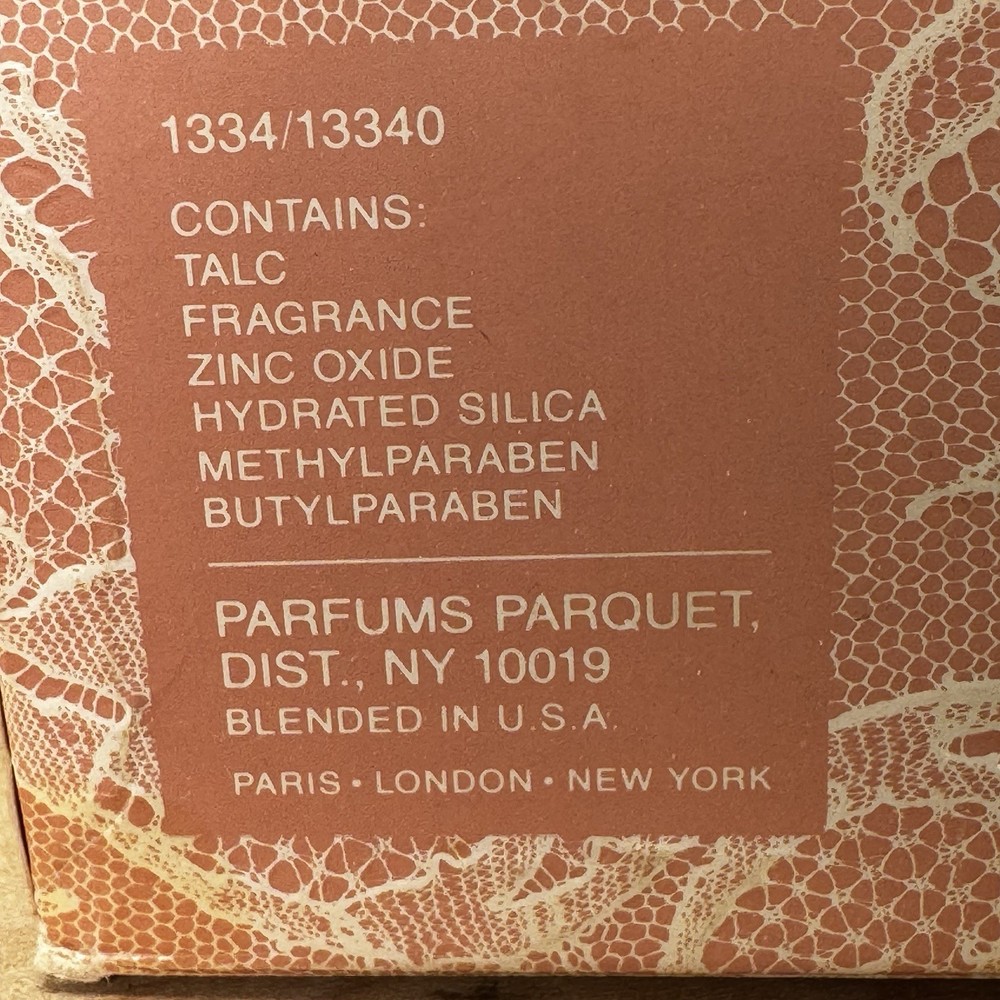 1334/13340
CONTAINS:
TALC
FRAGRANCE
ZINC OXIDE
HYDRATED SILICA
METHYLPARABEN
BUTYLPARABEN
PARFUMS PARQUET,
DIST., NY 10019
BLENDED IN U.S.A.
PARIS • LONDON • NEW YORK